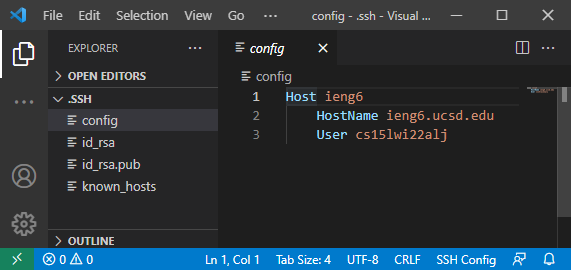 File Edit Selection View Go ··· config - .ssh - Visual ...
EXPLORER ···
OPEN EDITORS
.SSH
config
id_rsa
id_rsa.pub
known_hosts
OUTLINE
config
config
1 Host ieng6
2 HostName ieng6.ucsd.edu
3 User cs15lwi22alj
0 0 Ln 1, Col 1 Tab Size: 4 UTF-8 CRLF SSH Config